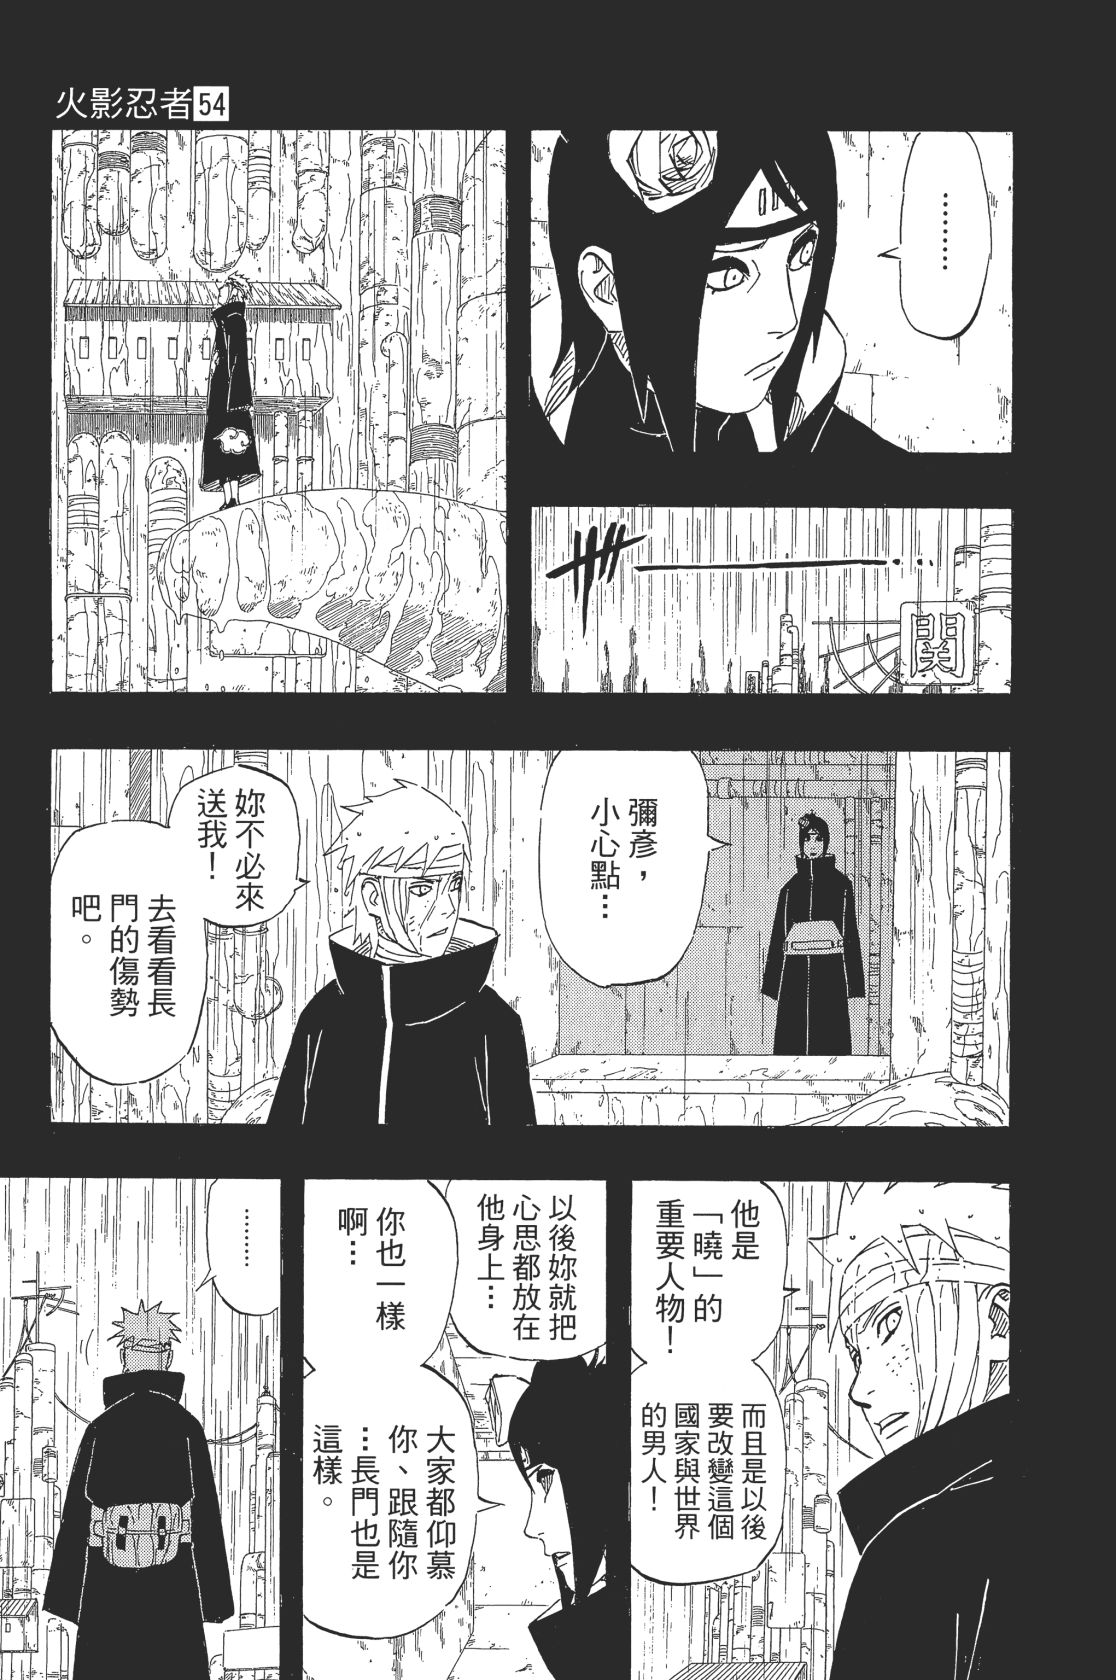 火影忍者54
………
關
彌彥，
小心點…
妳不必來
送我！
去看看長
門的傷勢
吧。
他是
「曉」的
重要人物！
而且是以後
要改變這個
國家與世界
的男人！
以後妳就把
心思都放在
他身上…
你也一樣
啊…
大家都仰慕
你、跟隨你
…長門也是
這樣。
………